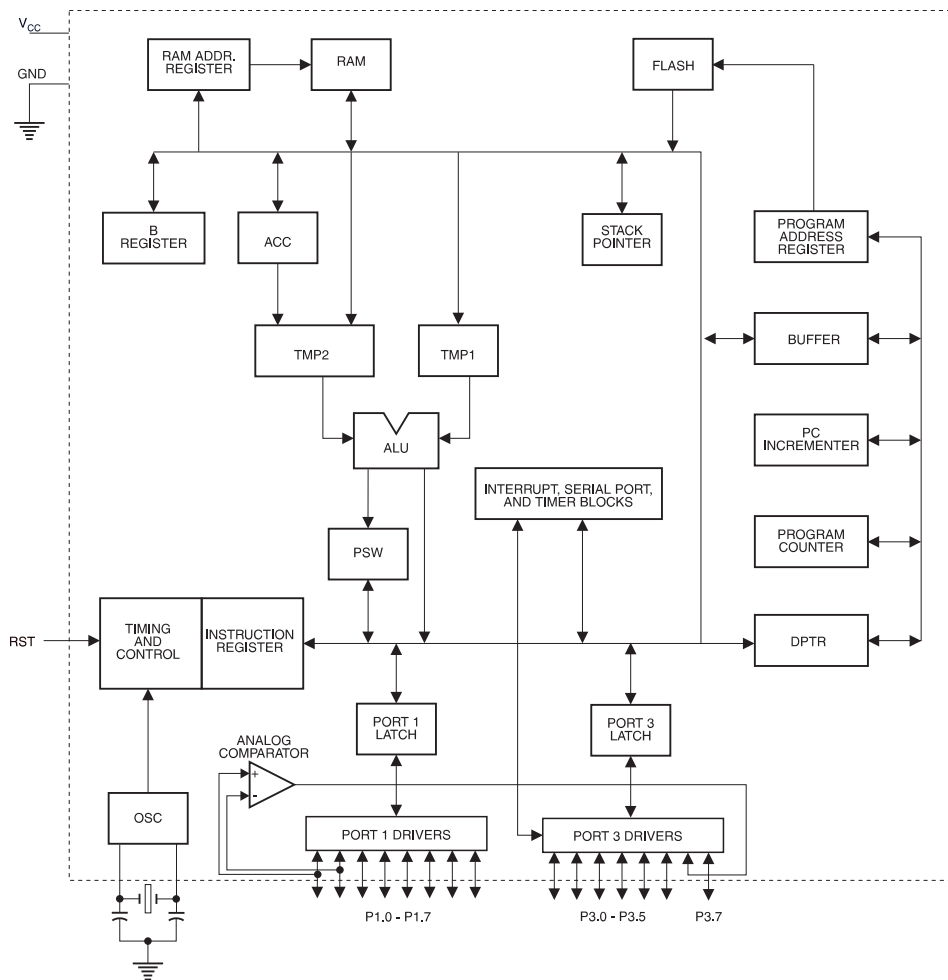 VCC
GND
RAM ADDR.
REGISTER
RAM
FLASH
B
REGISTER
ACC
STACK
POINTER
PROGRAM
ADDRESS
REGISTER
TMP2
TMP1
BUFFER
ALU
PC
INCREMENTER
INTERRUPT, SERIAL PORT,
AND TIMER BLOCKS
PSW
PROGRAM
COUNTER
RST
TIMING
AND
CONTROL
INSTRUCTION
REGISTER
DPTR
PORT 1
LATCH
PORT 3
LATCH
ANALOG
COMPARATOR
+
-
OSC
PORT 1 DRIVERS
PORT 3 DRIVERS
P1.0 - P1.7
P3.0 - P3.5
P3.7